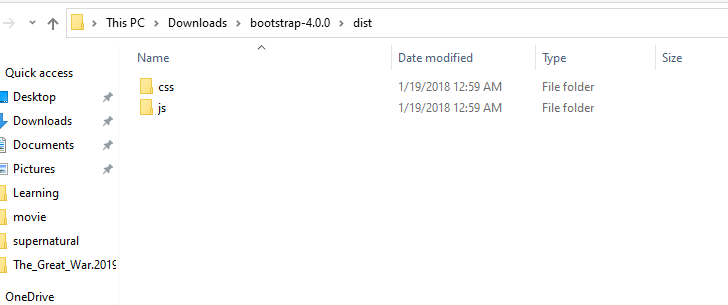 This PC > Downloads > bootstrap-4.0.0 > dist
Name Date modified Type Size
Quick access
css 1/19/2018 12:59 AM File folder
Desktop
js 1/19/2018 12:59 AM File folder
Downloads
Documents
Pictures
Learning
movie
supernatural
The_Great_War.2019
OneDrive